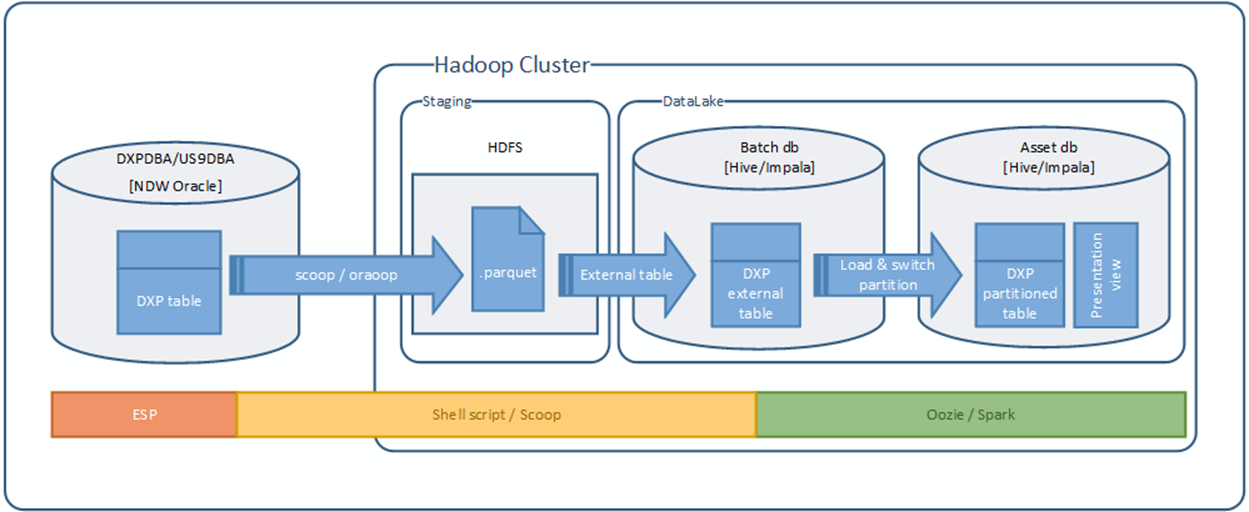 Hadoop Cluster
Staging
DataLake
DXPDBA/US9DBA
[NDW Oracle]
HDFS
Batch db
[Hive/Impala]
Asset db
[Hive/Impala]
DXP table
scoop / oraoop
.parquet
External table
DXP
external
table
Load & switch
partition
DXP
partitioned
table
Presentation
view
ESP
Shell script / Scoop
Oozie / Spark